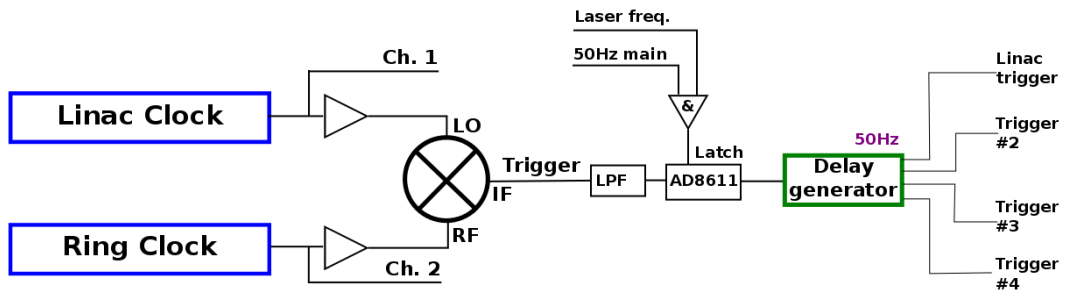 Laser freq.
50Hz main
Ch. 1
Linac Clock
LO
&
Latch
50Hz
Linac
trigger
Trigger
#2
Trigger
IF
LPF
AD8611
Delay
generator
Ring Clock
RF
Ch. 2
Trigger
#3
Trigger
#4